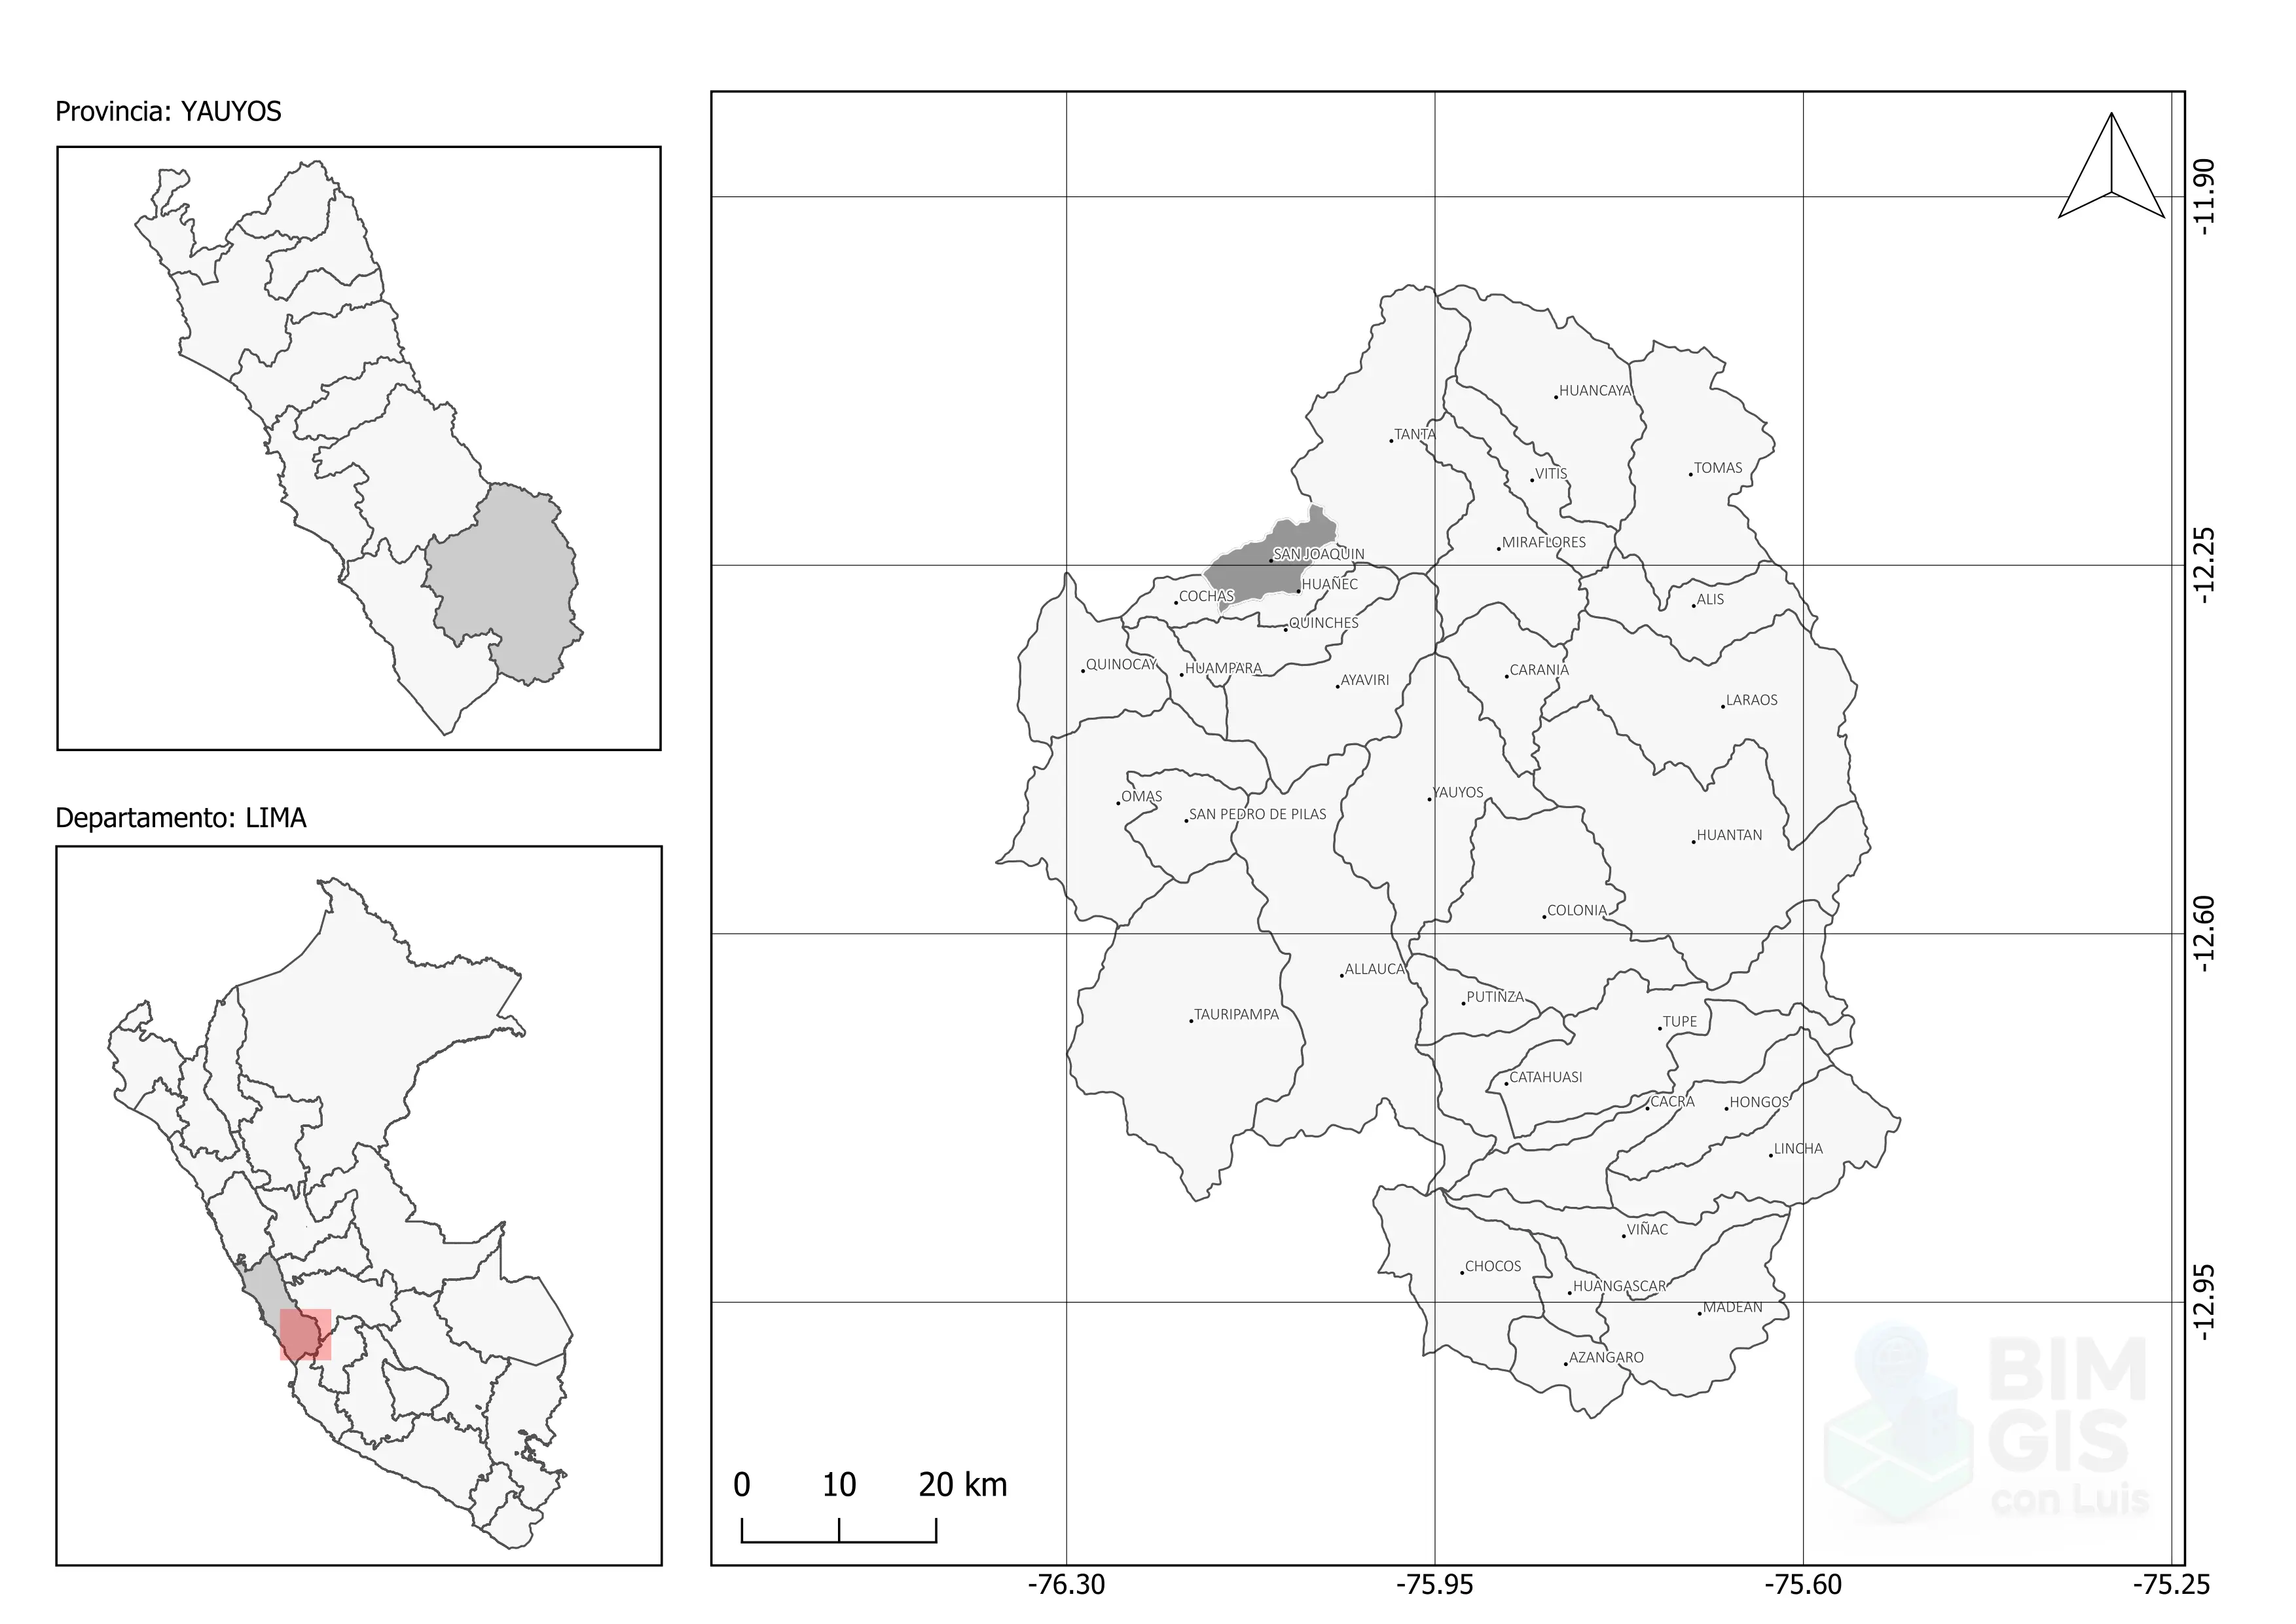 Provincia: YAUYOS
Departamento: LIMA
HUANCAYA
TANTA
TOMAS
VITIS
MIRAFLORES
SAN JOAQUIN
HUAÑEC
COCHAS
ALIS
QUINCHES
QUINOCAY
HUAMPARA
CARANIA
AYAVIRI
LARAOS
YAUYOS
OMAS
SAN PEDRO DE PILAS
HUANTAN
COLONIA
ALLAUCA
PUTINZA
TAURIPAMPA
TUPE
CATAHUASI
CACRA
HONGOS
LINCHA
VIÑAC
CHOCOS
HUANGASCAR
MADEAN
AZANGARO
-11.90
-12.25
-12.60
-12.95
BIM
GIS
con Luis
0 10 20 km
-76.30 -75.95 -75.60 -75.25